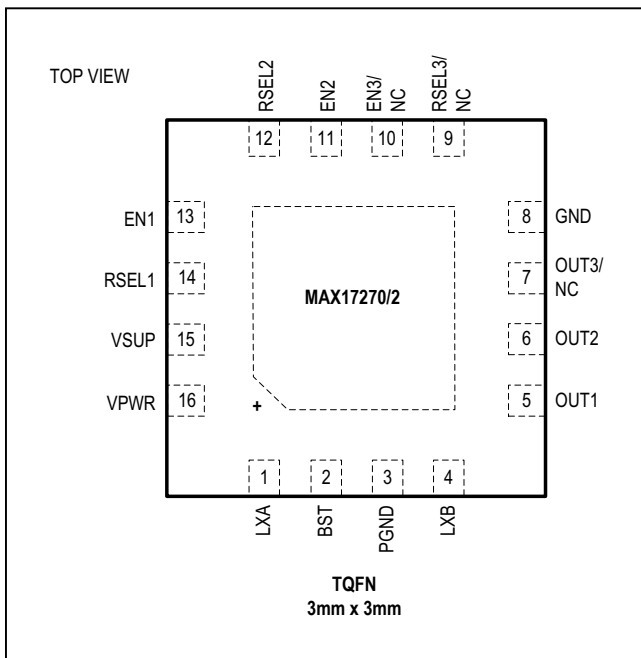 TOP VIEW
RSEL2
EN2
EN3/
NC
RSEL3/
NC
12
11
10
9
EN1
13
8
GND
RSEL1
14
7
OUT3/
NC
MAX17270/2
VSUP
15
6
OUT2
VPWR
16
+
5
OUT1
1
2
3
4
LXA
BST
PGND
LXB
TQFN
3mm x 3mm